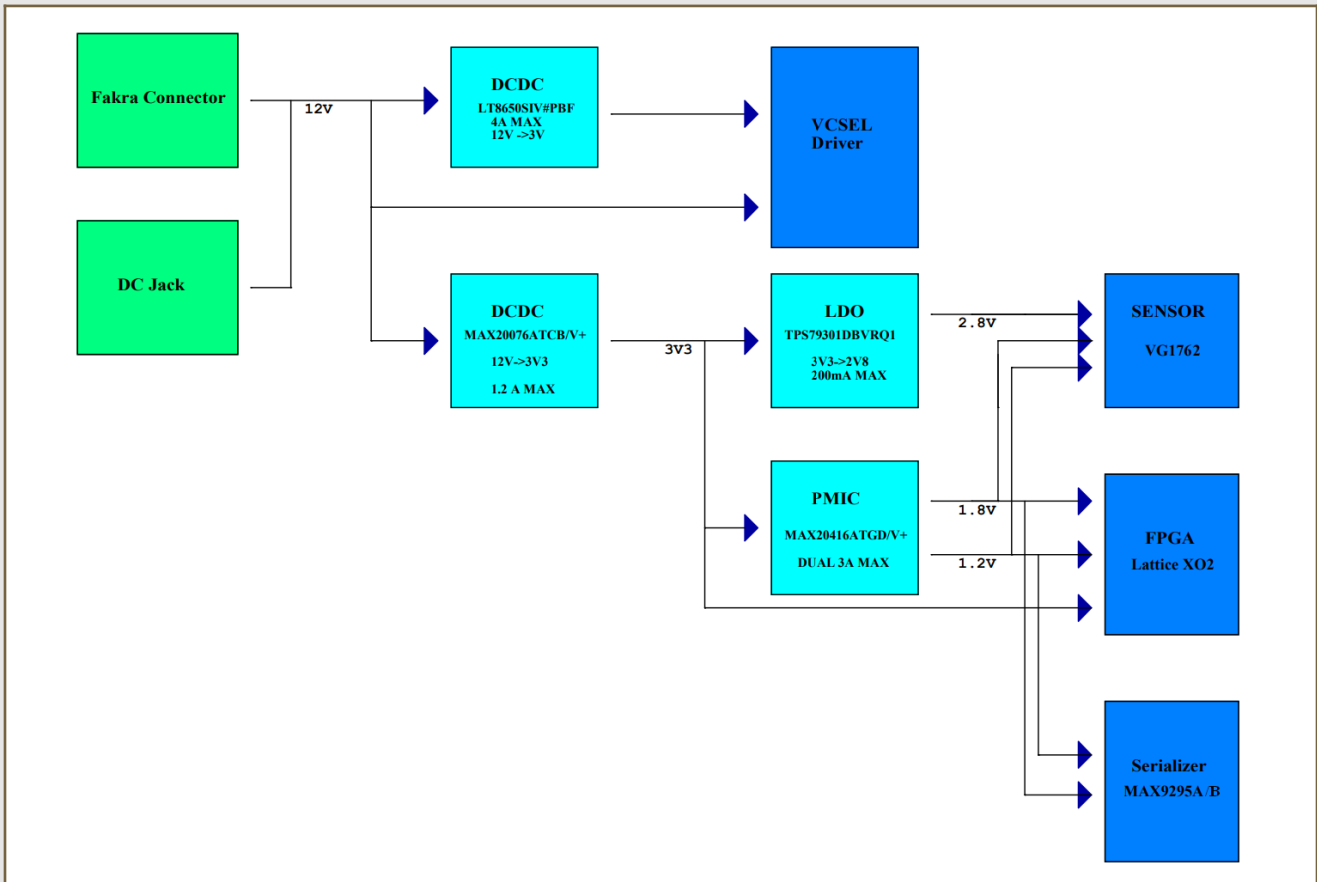 Fakra Connector
12V
DCDC
LT8650SIV#PBF
4A MAX
12V ->3V
VCSEL
Driver
DC Jack
DCDC
MAX20076ATCB/V+
12V->3V3
1.2 A MAX
3V3
LDO
TPS79301DBVRQ1
3V3->2V8
200mA MAX
2.8V
SENSOR
VG1762
PMIC
MAX20416ATGD/V+
DUAL 3A MAX
1.8V
1.2V
FPGA
Lattice XO2
Serializer
MAX9295A/B